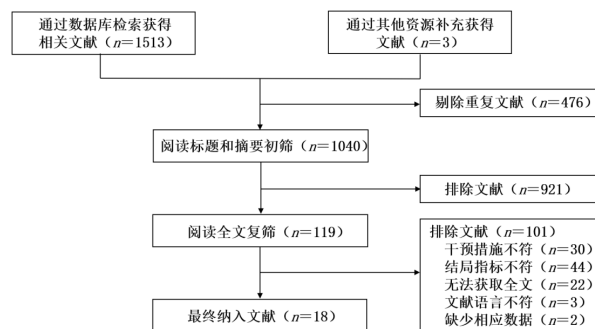 通过数据库检索获得
相关文献（n＝1513）
通过其他资源补充获得
文献（n＝3）
剔除重复文献（n＝476）
阅读标题和摘要初筛（n＝1040）
排除文献（n＝921）
阅读全文复筛（n＝119）
排除文献（n＝101）
干预措施不符（n＝30）
结局指标不符（n＝44）
无法获取全文（n＝22）
文献语言不符（n＝3）
缺少相应数据（n＝2）
最终纳入文献（n＝18）